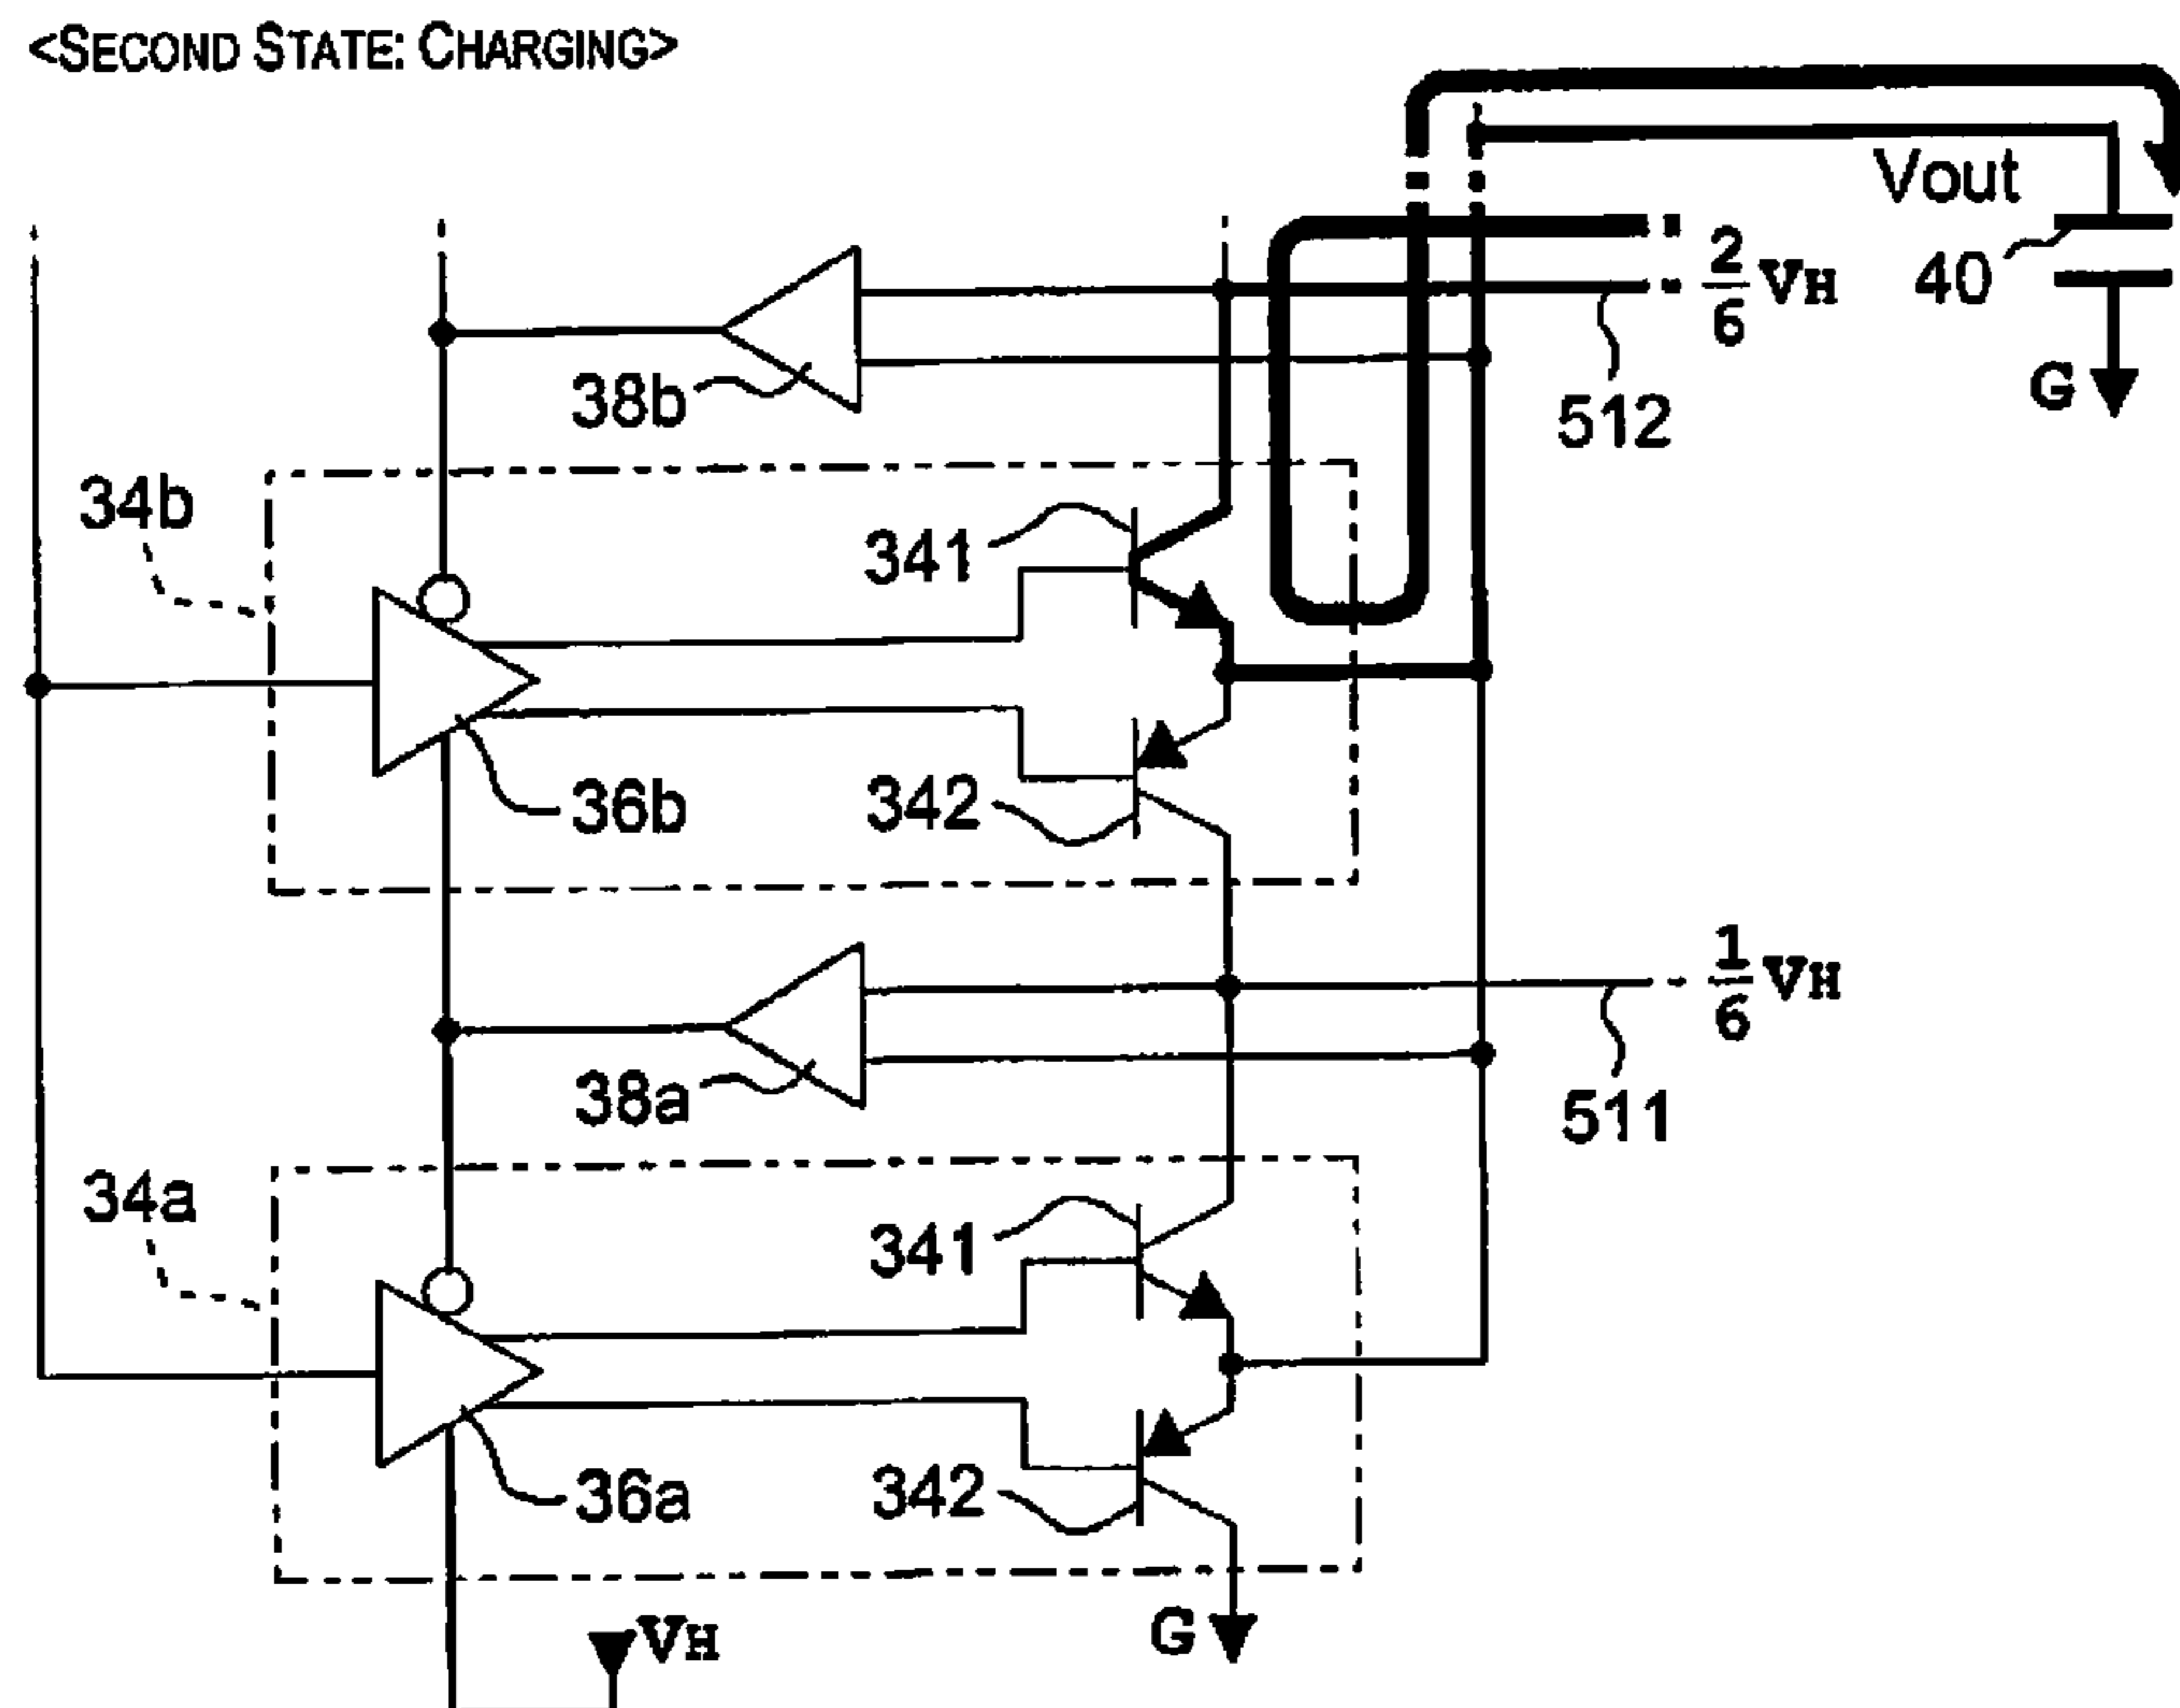 <SECOND STATE: CHARGING>
Vout
2/6 VH
40
G
38b
512
34b
341
36b
342
1/6 VH
38a
511
34a
341
36a
342
G
VH